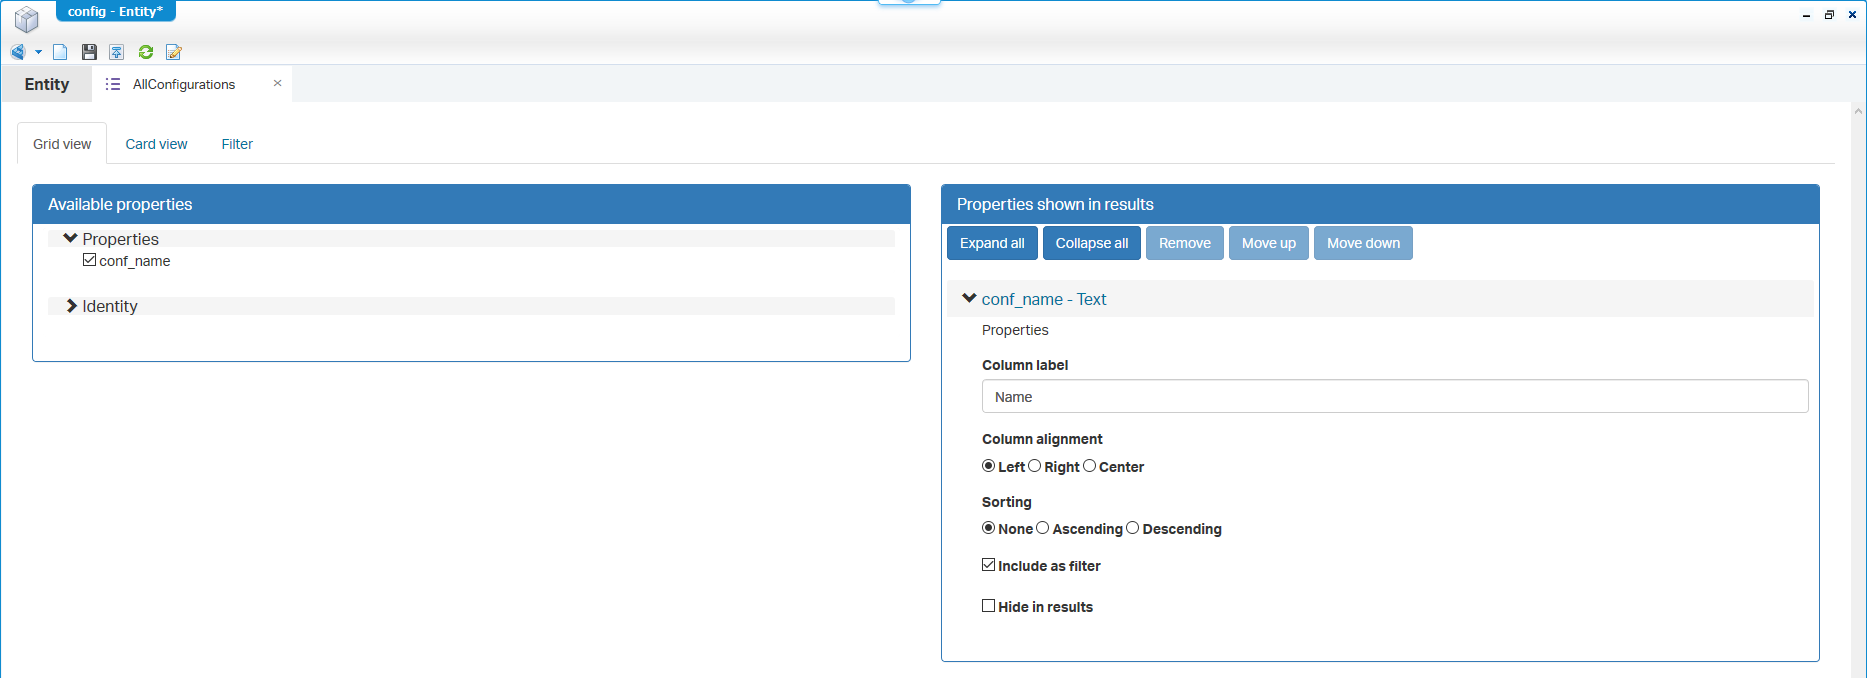 config - Entity*
Entity
AllConfigurations
Grid view
Card view
Filter
Available properties
Properties
conf_name
Identity
Properties shown in results
Expand all
Collapse all
Remove
Move up
Move down
conf_name - Text
Properties
Column label
Name
Column alignment
Left Right Center
Sorting
None Ascending Descending
Include as filter
Hide in results